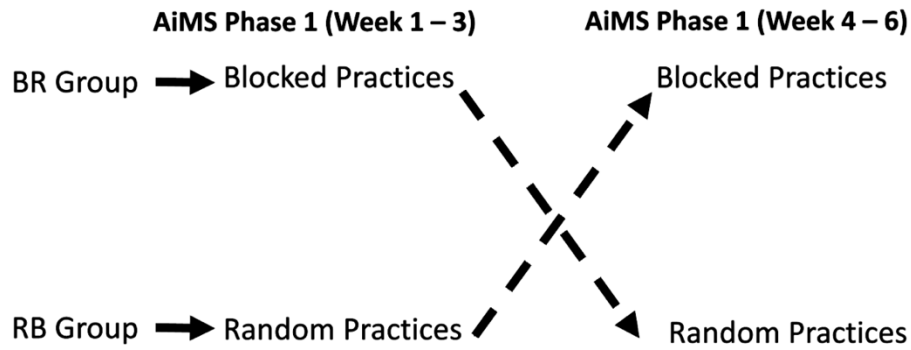 AiMS Phase 1 (Week 1 – 3) AiMS Phase 1 (Week 4 – 6)
BR Group Blocked Practices Blocked Practices
RB Group Random Practices Random Practices